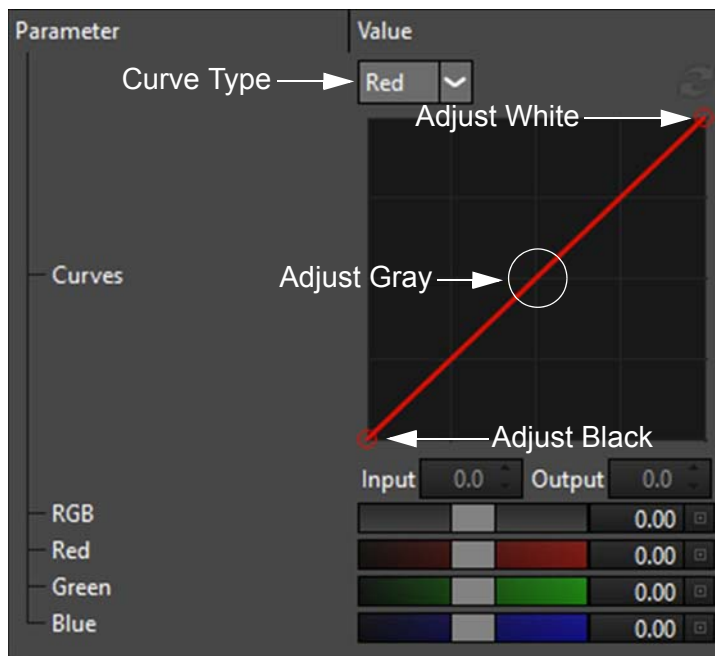 Parameter Value
Curve Type Red
Adjust White
Curves Adjust Gray
Adjust Black
Input 0.0 Output 0.0
RGB 0.00
Red 0.00
Green 0.00
Blue 0.00